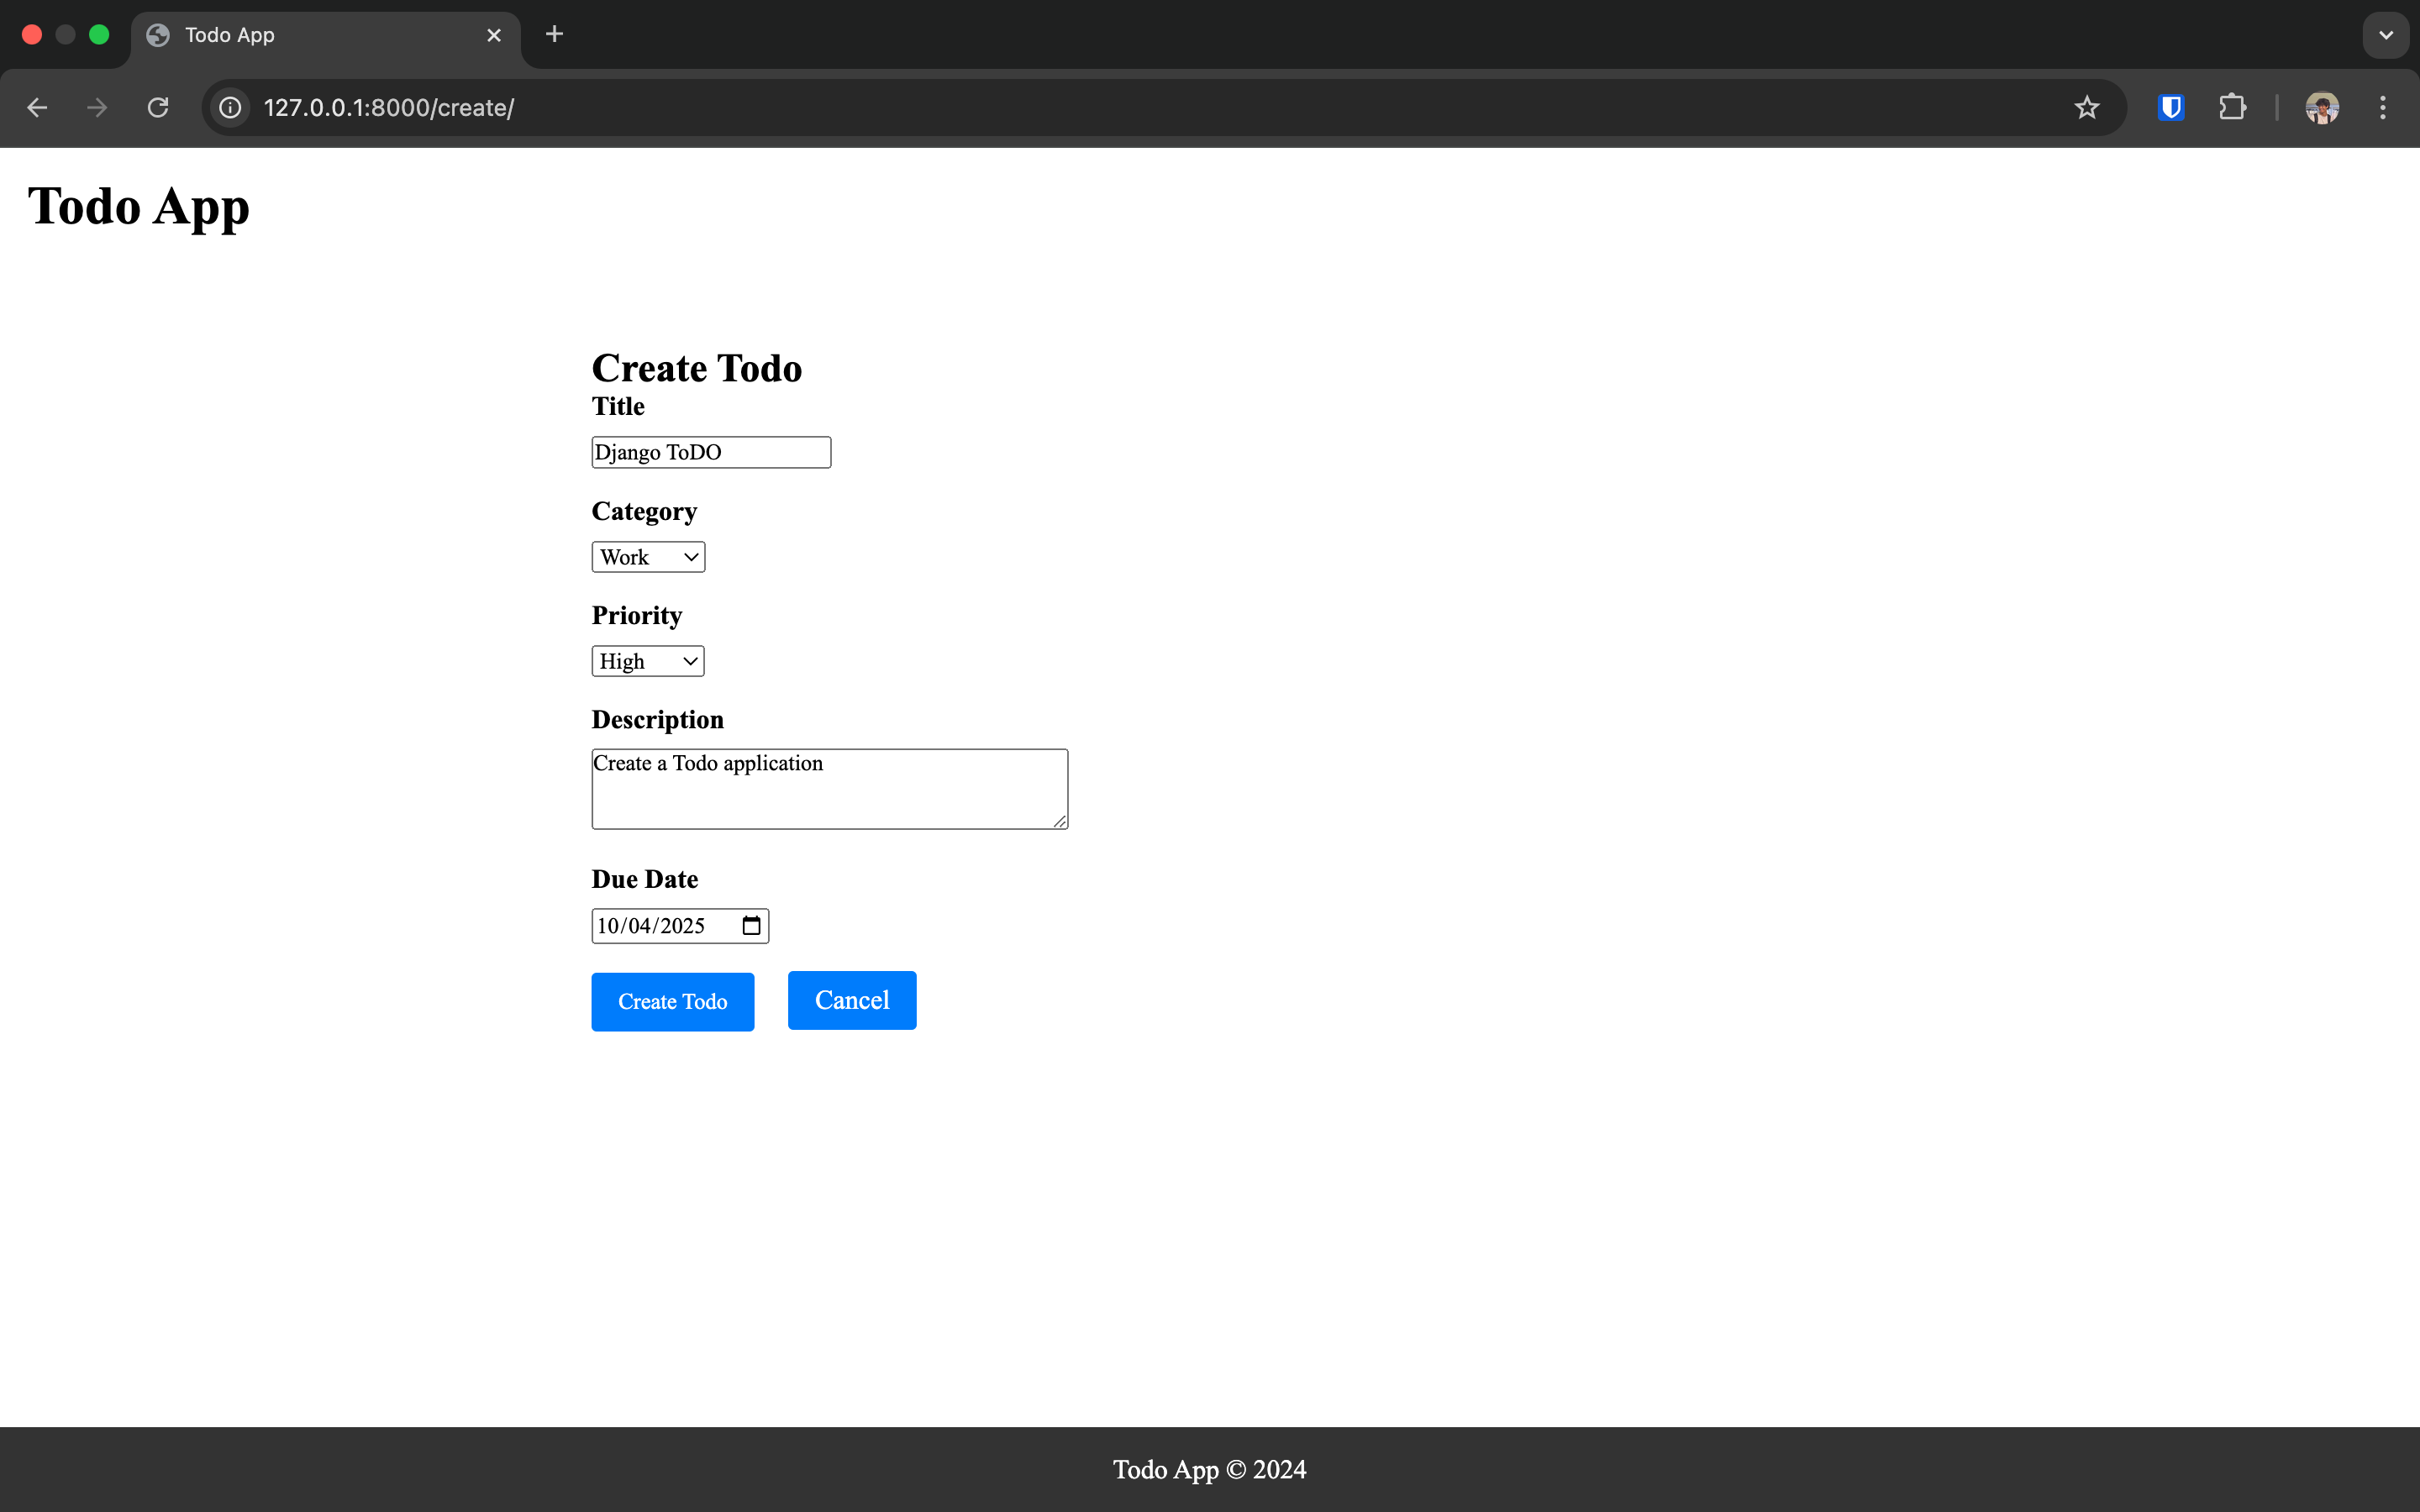 Todo App
127.0.0.1:8000/create/
Todo App
Create Todo
Title
Django ToDO
Category
Work
Priority
High
Description
Create a Todo application
Due Date
10/04/2025
Create Todo
Cancel
Todo App © 2024